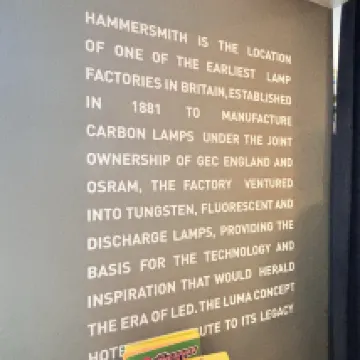 HAMMERSMITH IS THE LOCATION
OF ONE OF THE EARLIEST LAMP
FACTORIES IN BRITAIN, ESTABLISHED
IN 1881 TO MANUFACTURE
CARBON LAMPS UNDER THE JOINT
OWNERSHIP OF GEC ENGLAND AND
OSRAM, THE FACTORY VENTURED
INTO TUNGSTEN, FLUORESCENT AND
DISCHARGE LAMPS, PROVIDING THE
BASIS FOR THE TECHNOLOGY AND
INSPIRATION THAT WOULD HERALD
THE ERA OF LED. THE LUMA CONCEPT
HOTE UTE TO ITS LEGACY